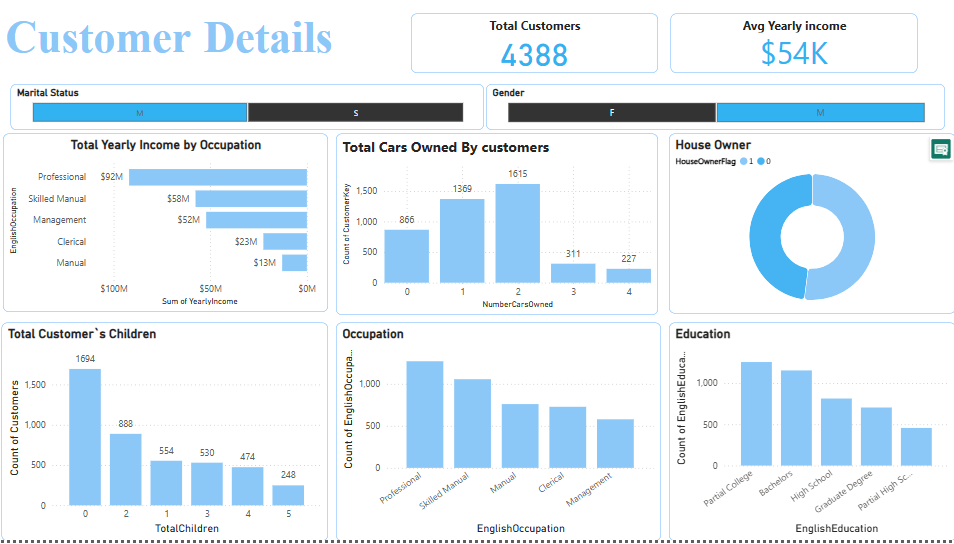 Customer Details
Total Customers
4388
Avg Yearly income
$54K
Marital Status
M
S
Gender
F
M
Total Yearly Income by Occupation
EnglishOccupation
Professional $92M
Skilled Manual $58M
Management $52M
Clerical $23M
Manual $13M
$100M $50M $0M
Sum of YearlyIncome
Total Cars Owned By customers
Count of CustomerKey
1,500
1,000
500
0
866 1369 1615 311 227
0 1 2 3 4
NumberCarsOwned
House Owner
HouseOwnerFlag 1 0
Total Customer`s Children
Count of Customers
1,500
1,000
500
0
1694 888 554 530 474 248
0 2 1 3 4 5
TotalChildren
Occupation
Count of EnglishOccupa...
1,000
500
0
Professional
Skilled Manual
Manual
Clerical
Management
EnglishOccupation
Education
Count of EnglishEduca...
1,000
500
0
Partial College
Bachelors
High School
Graduate Degree
Partial High Sc...
EnglishEducation